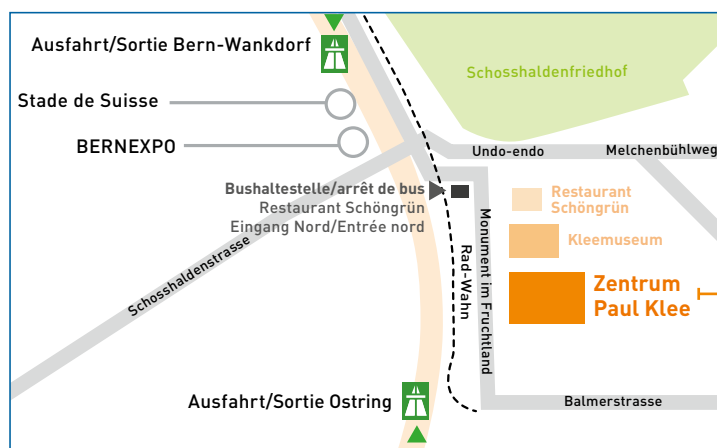 Ausfahrt/Sortie Bern-Wankdorf
Schosshaldenfriedhof
Stade de Suisse
BERNEXPO
Undo-endo
Melchenbühlweg
Bushaltestelle/arrêt de bus
Restaurant Schöngrün
Eingang Nord/Entrée nord
Restaurant
Schöngrün
Kleemuseum
Schosshaldenstrasse
Rad-Wahn
Monument im Fruchtland
Zentrum
Paul Klee
Ausfahrt/Sortie Ostring
Balmerstrasse